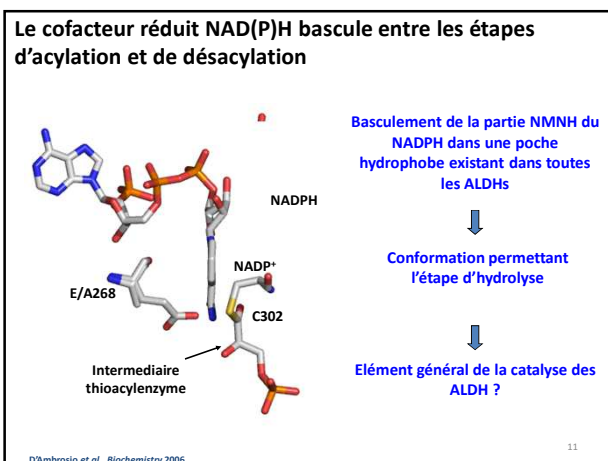 Le cofacteur réduit NAD(P)H bascule entre les étapes
d'acylation et de désacylation
Basculement de la partie NMNH du
NADPH dans une poche
hydrophobe existant dans toutes
les ALDHs
NADPH
NADP⁺
Conformation permettant
l'étape d'hydrolyse
E/A268
C302
Intermediaire
thioacylenzyme
Elément général de la catalyse des
ALDH ?
11
D'Ambrosio et al., Biochemistry 2006